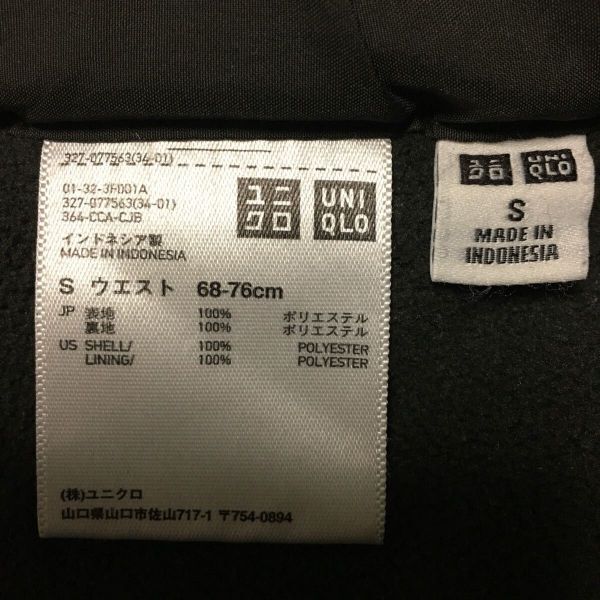 327-077563(34-01)
01-32-3F001A
327-077563(34-01)
364-CCA-CJB
ユニ
クロ
UNI
QLO
インドネシア製
MADE IN INDONESIA
S ウエスト 68-76cm
JP 表地 100% ポリエステル
裏地 100% ポリエステル
US SHELL/ 100% POLYESTER
LINING/ 100% POLYESTER
(株)ユニクロ
山口県山口市佐山717-1 〒754-0894
ユニ
クロ
UNI
QLO
S
MADE IN
INDONESIA